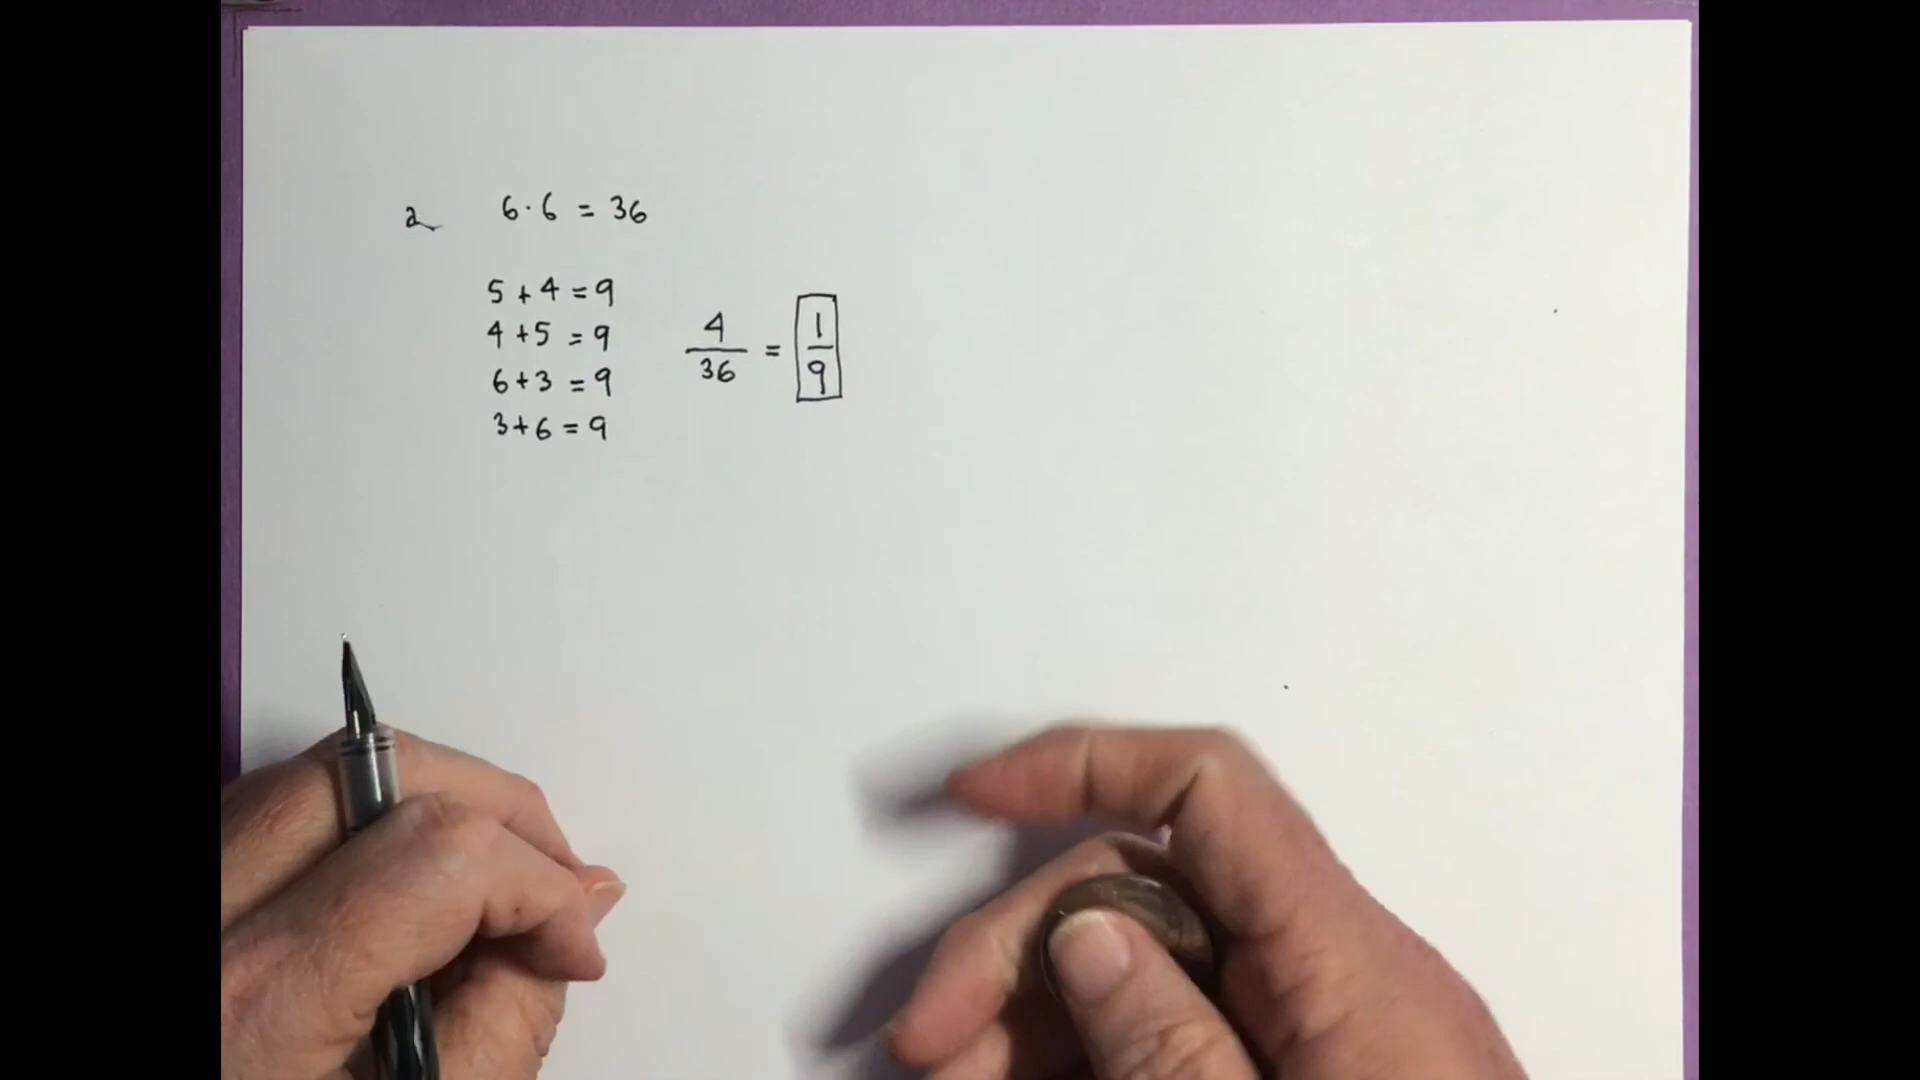 2 6·6 = 36
5+4=9
4+5=9
6+3=9
3+6=9
4/36 = 1/9